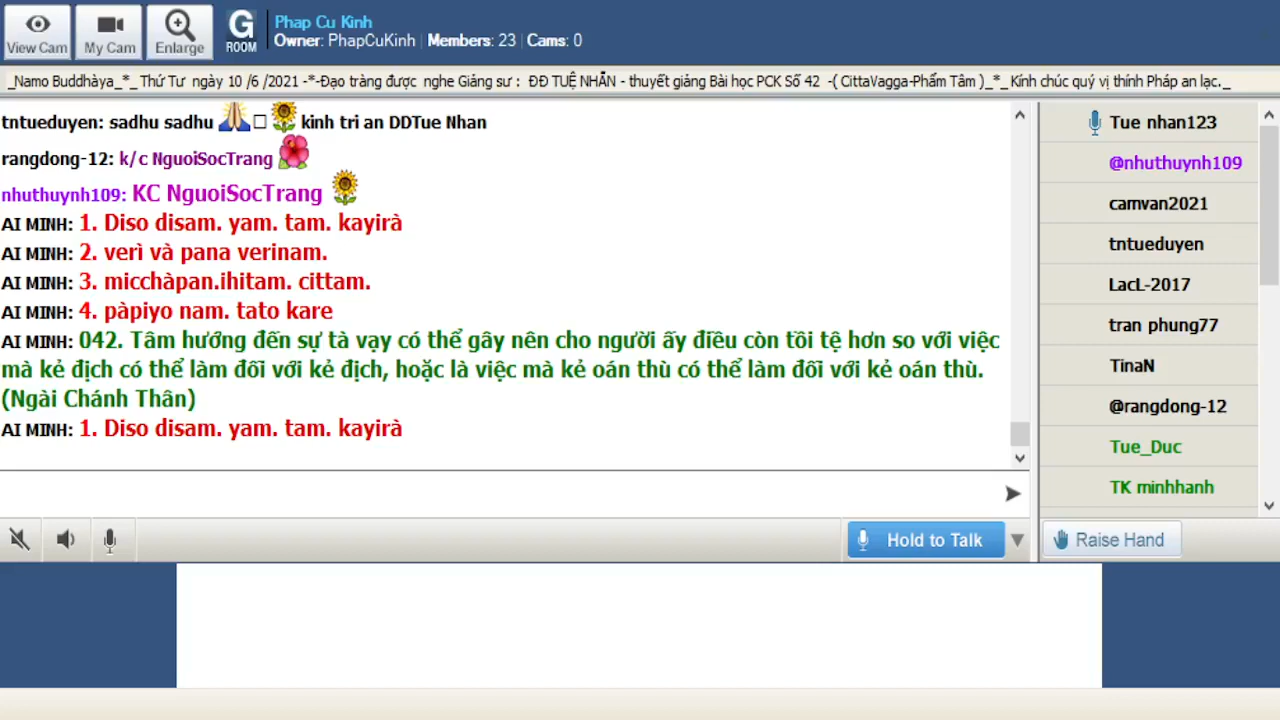 View Cam
My Cam
Enlarge
G
ROOM
Phap Cu Kinh
Owner: PhapCuKinh | Members: 23 | Cams: 0
_Namo Buddhàya_*_ Thứ Tư ngày 10 /6 /2021 -*-Đạo tràng được nghe Giảng sư : ĐĐ TUỆ NHẪN - thuyết giảng Bài học PCK Số 42 -( CittaVagga-Phẩm Tâm )_*_ Kính chúc quý vị thính Pháp an lạc._
tntueduyen: sadhu sadhu 🙏□ 🌻 kinh tri an DDTue Nhan
rangdong-12: k/c NguoiSocTrang 🌺
nhuthuynh109: KC NguoiSocTrang 🌻
AI MINH: 1. Diso disam. yam. tam. kayirà
AI MINH: 2. verì và pana verinam.
AI MINH: 3. micchàpan.ihitam. cittam.
AI MINH: 4. pàpiyo nam. tato kare
AI MINH: 042. Tâm hướng đến sự tà vạy có thể gây nên cho người ấy điều còn tồi tệ hơn so với việc
mà kẻ địch có thể làm đối với kẻ địch, hoặc là việc mà kẻ oán thù có thể làm đối với kẻ oán thù.
(Ngài Chánh Thân)
AI MINH: 1. Diso disam. yam. tam. kayirà
Tue nhan123
@nhuthuynh109
camvan2021
tntueduyen
LacL-2017
tran phung77
TinaN
@rangdong-12
Tue_Duc
TK minhhanh
Hold to Talk
Raise Hand